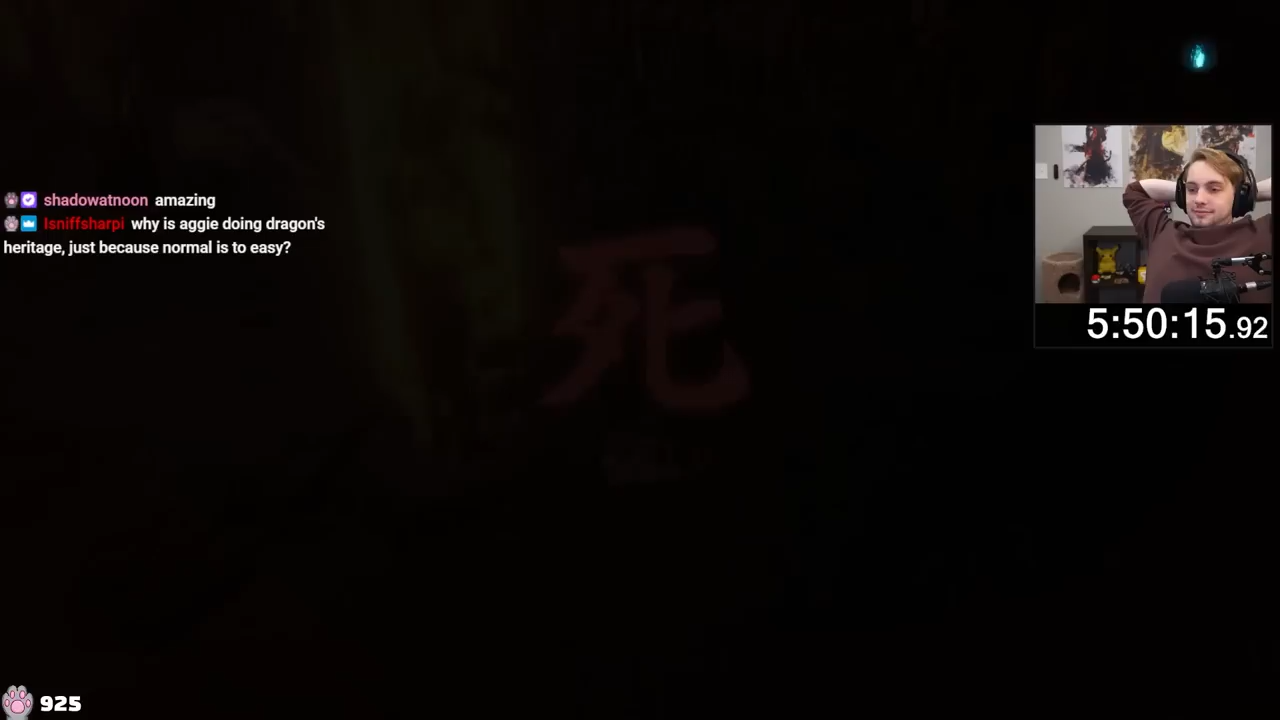 shadowatnoon amazing
Isniffsharpi why is aggie doing dragon's
heritage, just because normal is to easy?
死
5:50:15.92
925